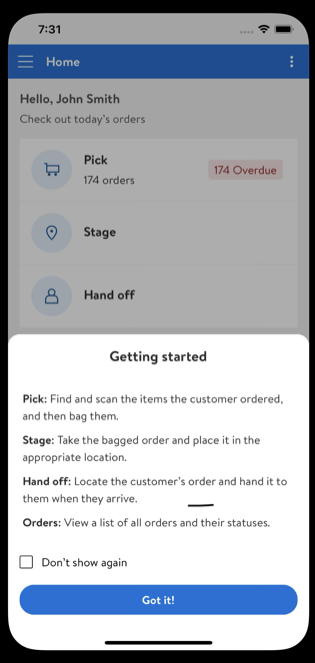 7:31
Home
Hello, John Smith
Check out today's orders
Pick
174 orders
174 Overdue
Stage
Hand off
Getting started
Pick: Find and scan the items the customer ordered,
and then bag them.
Stage: Take the bagged order and place it in the
appropriate location.
Hand off: Locate the customer's order and hand it to
them when they arrive.
Orders: View a list of all orders and their statuses.
Don't show again
Got it!